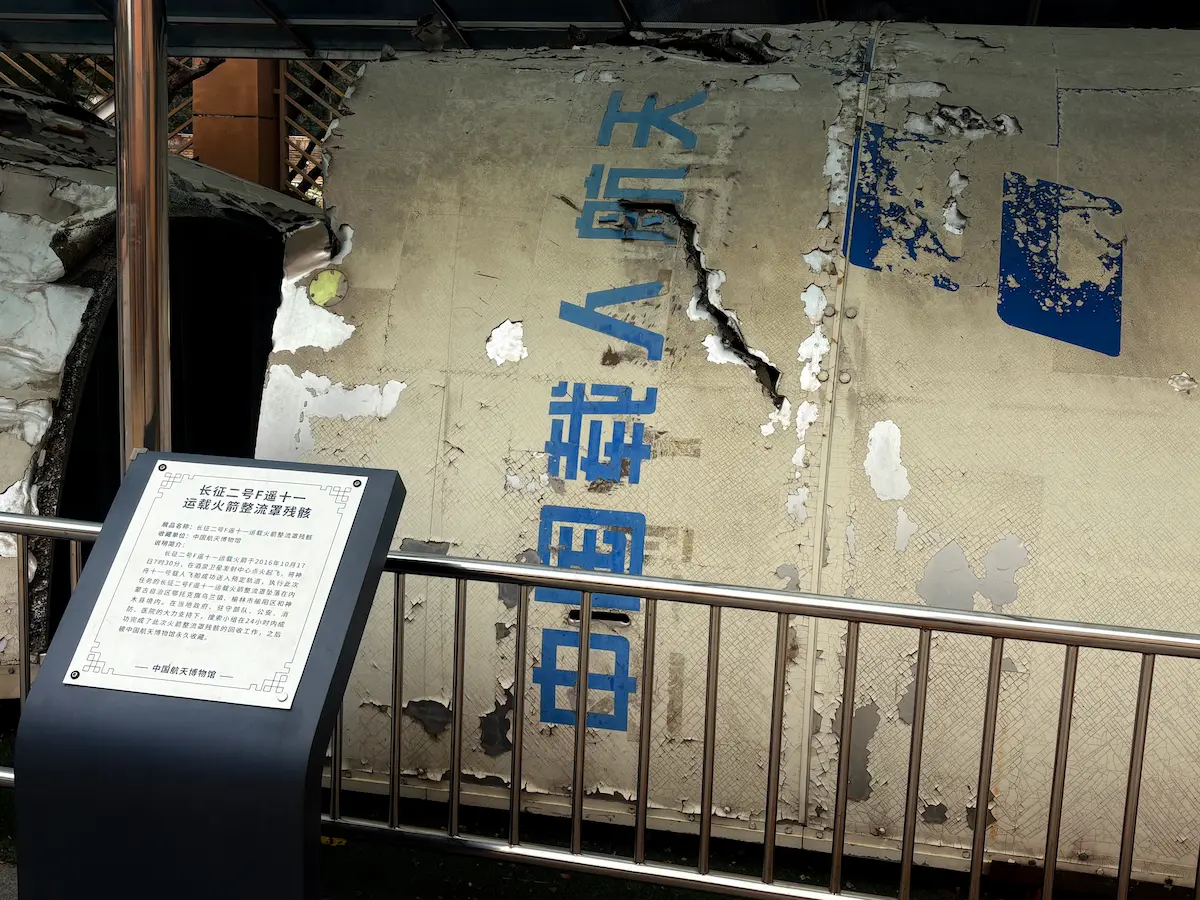 长征二号F遥十一
运载火箭整流罩残骸
展品名称：长征二号F遥十一运载火箭整流罩残骸
收藏单位：中国航天博物馆
说明简介：
长征二号F遥十一运载火箭于2016年10月17
日7时30分，在酒泉卫星发射中心点火起飞，将神
舟十一号载人飞船成功送入预定轨道。执行此次
任务的长征二号F遥十一运载火箭整流罩坠落在内
蒙古自治区鄂托克旗乌兰镇、榆林市榆阳区和神
木县境内。在当地政府、驻守部队、公安、消
防、医院的大力支持下，搜索小组在24小时内成
功完成了此次火箭整流罩残骸的回收工作，之后
被中国航天博物馆永久收藏。
— 中国航天博物馆 —
中国载人航天